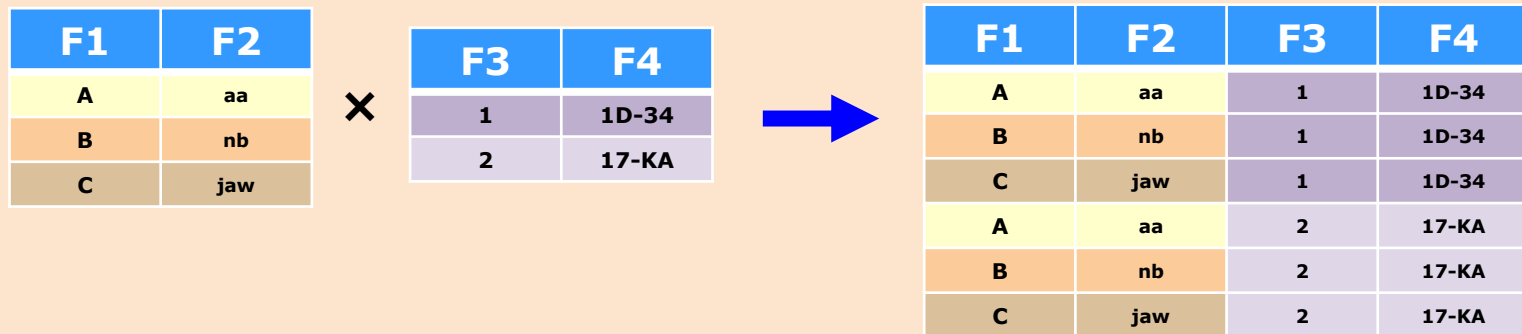 F1 F2
A aa
B nb
C jaw
×
F3 F4
1 1D-34
2 17-KA
F1 F2 F3 F4
A aa 1 1D-34
B nb 1 1D-34
C jaw 1 1D-34
A aa 2 17-KA
B nb 2 17-KA
C jaw 2 17-KA